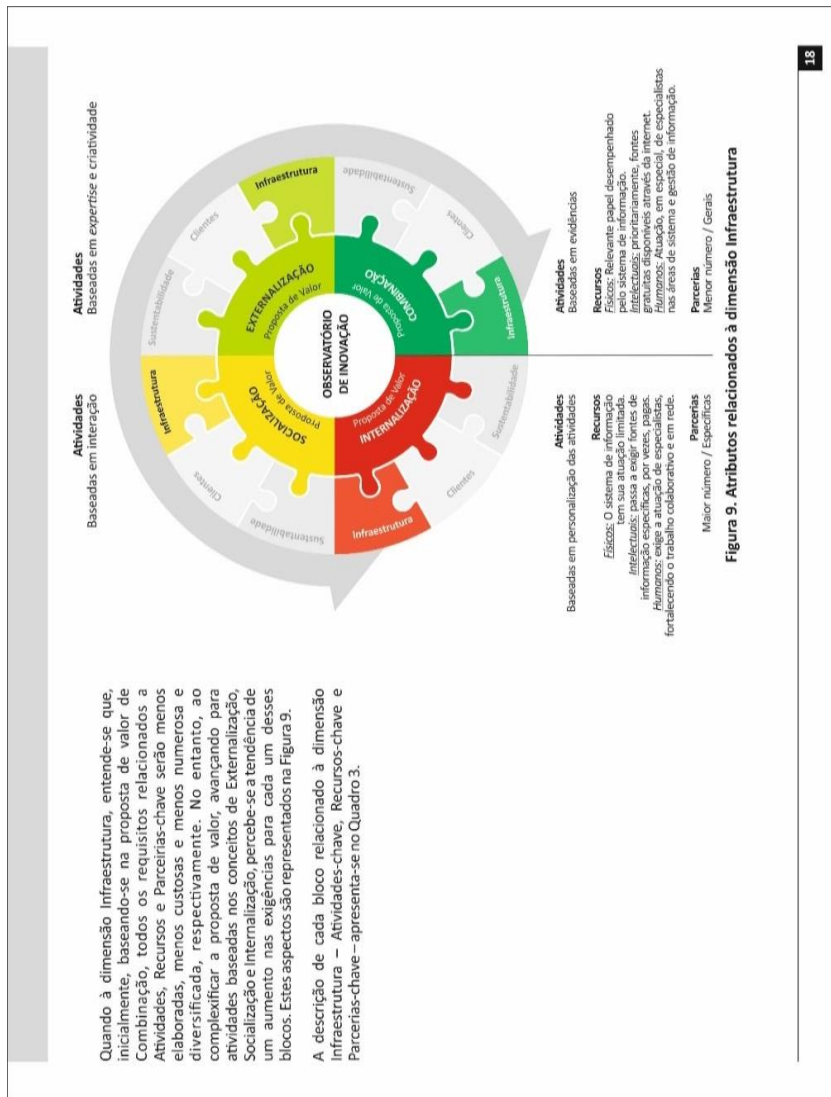 Quando à dimensão Infraestrutura, entende-se que,
inicialmente, baseando-se na proposta de valor de
Combinação, todos os requisitos relacionados a
Atividades, Recursos e Parceirias-chave serão menos
elaboradas, menos custosas e menos numerosa e
diversificada, respectivamente. No entanto, ao
complexificar a proposta de valor, avançando para
atividades baseadas nos conceitos de Externalização,
Socialização e Internalização, percebe-se a tendência de
um aumento nas exigências para cada um desses
blocos. Estes aspectos são representados na Figura 9.
A descrição de cada bloco relacionado à dimensão
Infraestrutura – Atividades-chave, Recursos-chave e
Parcerias-chave – apresenta-se no Quadro 3.
Atividades
Baseadas em interação
Atividades
Baseadas em expertise e criatividade
Infraestrutura
Sustentabilidade
Clientes
Infraestrutura
Clientes
Sustentabilidade
SOCIALIZAÇÃO
Proposta de Valor
EXTERNALIZAÇÃO
Proposta de Valor
OBSERVATÓRIO
DE INOVAÇÃO
Proposta de Valor
INTERNALIZAÇÃO
Proposta de Valor
COMBINAÇÃO
Infraestrutura
Clientes
Sustentabilidade
Infraestrutura
Clientes
Sustentabilidade
Atividades
Baseadas em personalização das atividades
Recursos
Físicos: O sistema de informação
tem sua atuação limitada.
Intelectuais: passa a exigir fontes de
informação específicas, por vezes, pagas.
Humanos: exige a atuação de especialistas,
fortalecendo o trabalho colaborativo e em rede.
Parcerias
Maior número / Específicas
Atividades
Baseadas em evidências
Recursos
Físicos: Relevante papel desempenhado
pelo sistema de informação.
Intelectuais: prioritariamente, fontes
gratuitas disponíveis através da internet.
Humanos: Atuação, em especial, de especialistas
nas áreas de sistema e gestão de informação.
Parcerias
Menor número / Gerais
Figura 9. Atributos relacionados à dimensão Infraestrutura
18